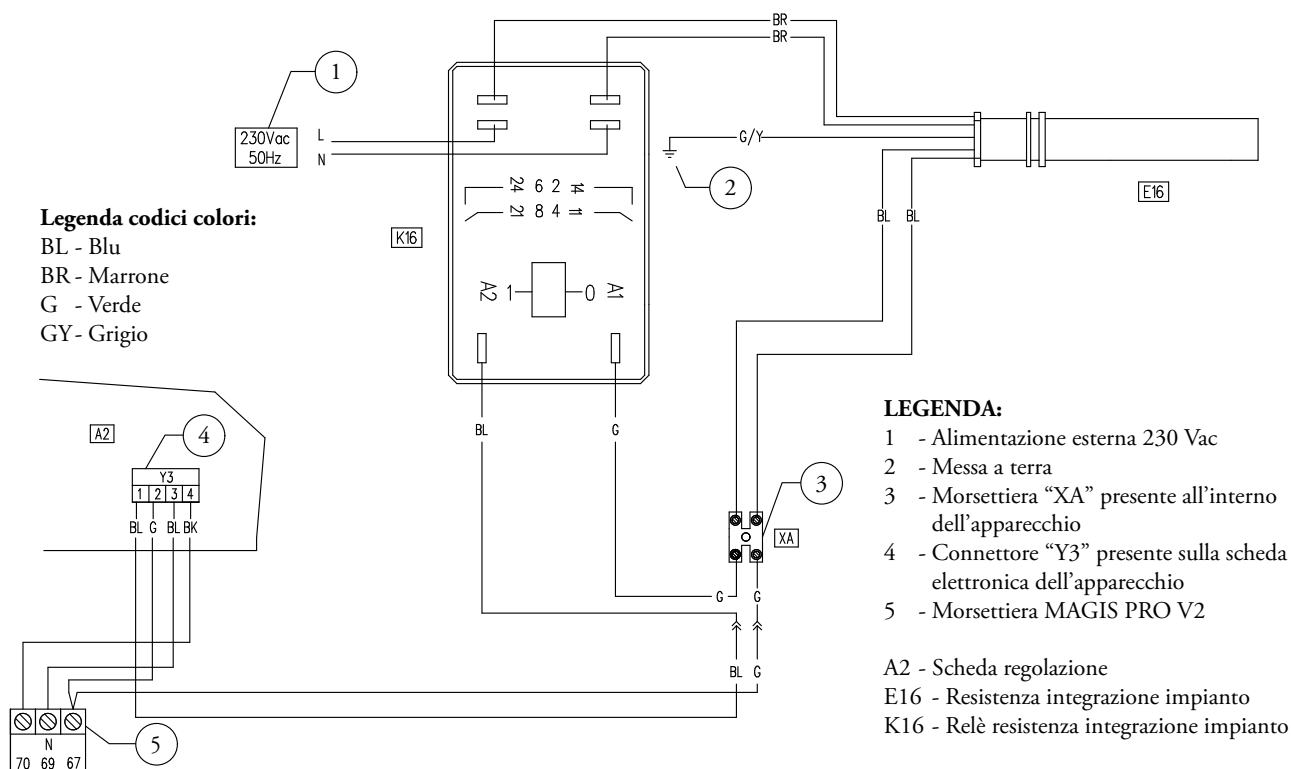 BR
BR
1
230Vac
50Hz
L
N
G/Y
2
E16
24 6 2 14
21 8 4 11
K16
A2 1 0 A1
BL BL
Legenda codici colori:
BL - Blu
BR - Marrone
G - Verde
GY - Grigio
A2
4
Y3
1 2 3 4
BL G BL BK
BL G
3
XA
G G
BL G
5
N
70 69 67
LEGENDA:
1 - Alimentazione esterna 230 Vac
2 - Messa a terra
3 - Morsettiera “XA” presente all’interno
dell’apparecchio
4 - Connettore “Y3” presente sulla scheda
elettronica dell’apparecchio
5 - Morsettiera MAGIS PRO V2
A2 - Scheda regolazione
E16 - Resistenza integrazione impianto
K16 - Relè resistenza integrazione impianto